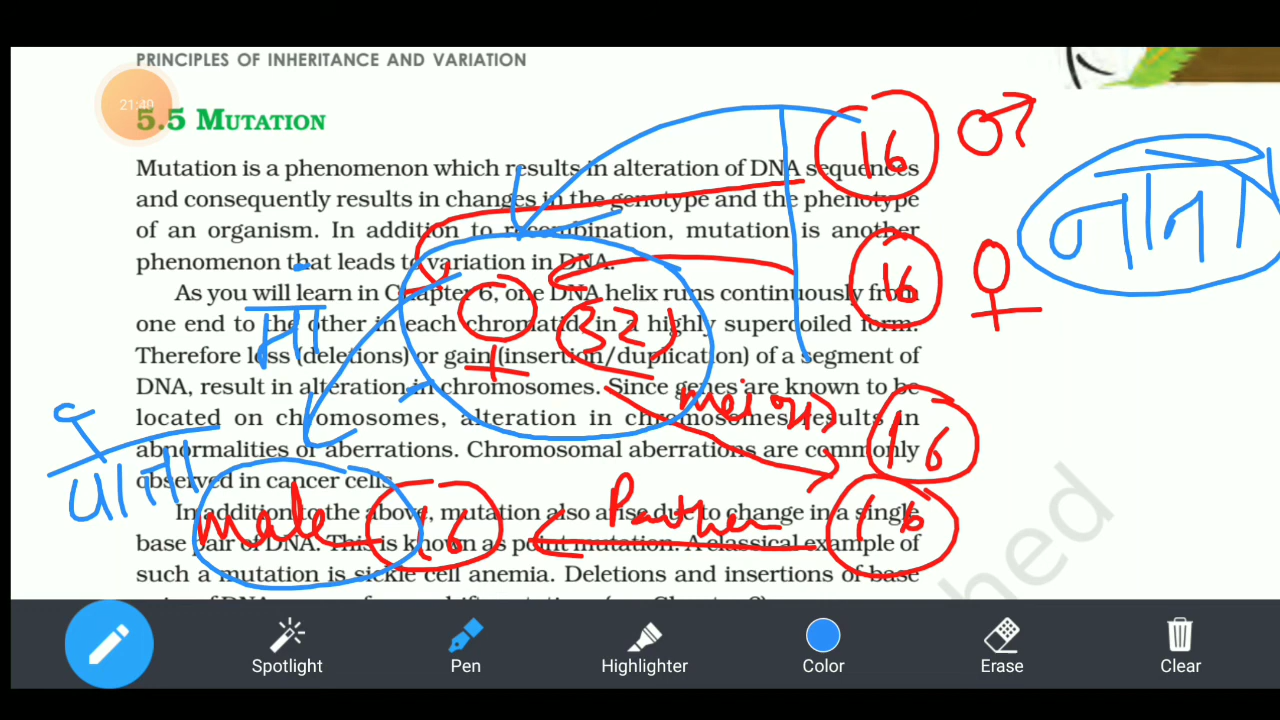 PRINCIPLES OF INHERITANCE AND VARIATION
21:40
5.5 MUTATION
Mutation is a phenomenon which results in alteration of DNA sequences
and consequently results in changes in the genotype and the phenotype
of an organism. In addition to recombination, mutation is another
phenomenon that leads to variation in DNA.
As you will learn in Chapter 6, one DNA helix runs continuously from
one end to the other in each chromatid, in a highly supercoiled form.
Therefore loss (deletions) or gain (insertion/duplication) of a segment of
DNA, result in alteration in chromosomes. Since genes are known to be
located on chromosomes, alteration in chromosomes results in
abnormalities or aberrations. Chromosomal aberrations are commonly
observed in cancer cells.
In addition to the above, mutation also arise due to change in a single
base pair of DNA. This is known as point mutation. A classical example of
such a mutation is sickle cell anemia. Deletions and insertions of base
16 ♂
नाना
16 ♀
माँ
♀ 32
16
male 16
16
hed
Spotlight
Pen
Highlighter
Color
Erase
Clear